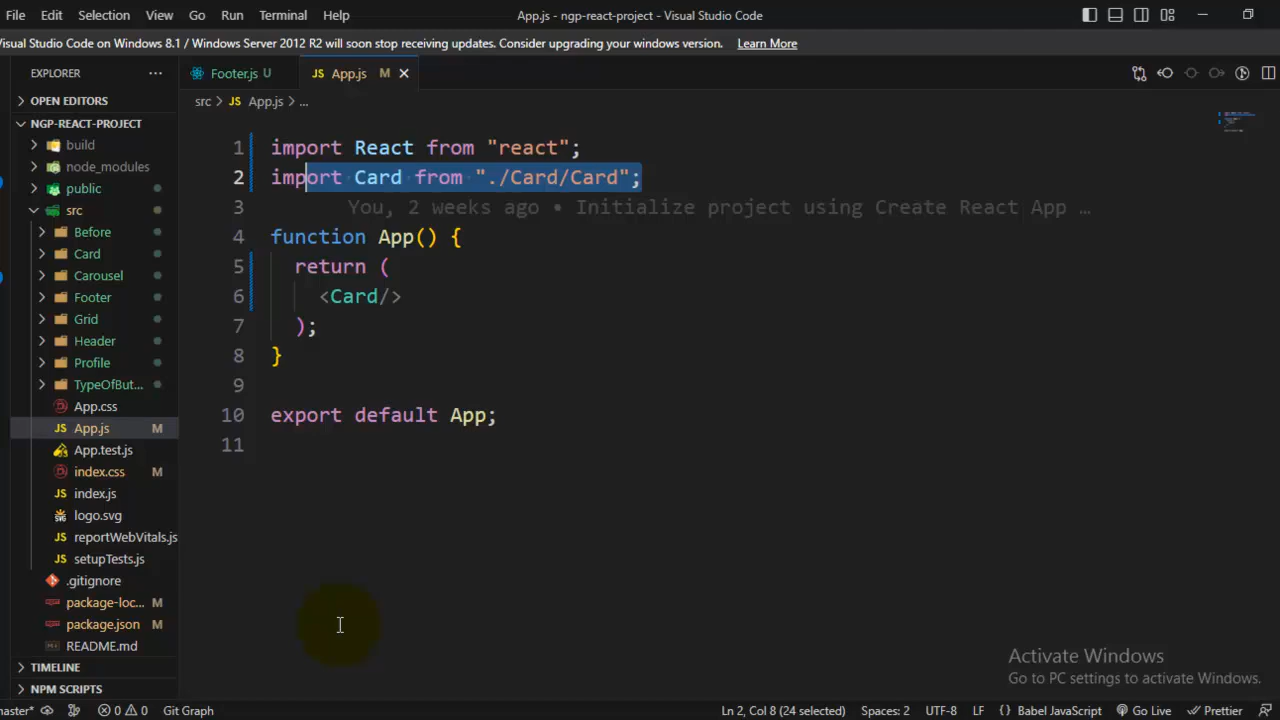 File Edit Selection View Go Run Terminal Help App.js - ngp-react-project - Visual Studio Code
Visual Studio Code on Windows 8.1 / Windows Server 2012 R2 will soon stop receiving updates. Consider upgrading your windows version. Learn More
EXPLORER ...
OPEN EDITORS
NGP-REACT-PROJECT
build
node_modules
public
src
Before
Card
Carousel
Footer
Grid
Header
Profile
TypeOfBut...
App.css
JS App.js M
App.test.js
index.css M
JS index.js
logo.svg
JS reportWebVitals.js
JS setupTests.js
.gitignore
package-loc... M
package.json M
README.md
TIMELINE
NPM SCRIPTS
Footer.js U JS App.js M
src > JS App.js > ...
1 import React from "react";
2 import Card from "./Card/Card";
3 You, 2 weeks ago • Initialize project using Create React App …
4 function App() {
5 return (
6 <Card/>
7 );
8 }
9
10 export default App;
11
Activate Windows
Go to PC settings to activate Windows.
master* 0 0 Git Graph Ln 2, Col 8 (24 selected) Spaces: 2 UTF-8 LF {} Babel JavaScript Go Live Prettier